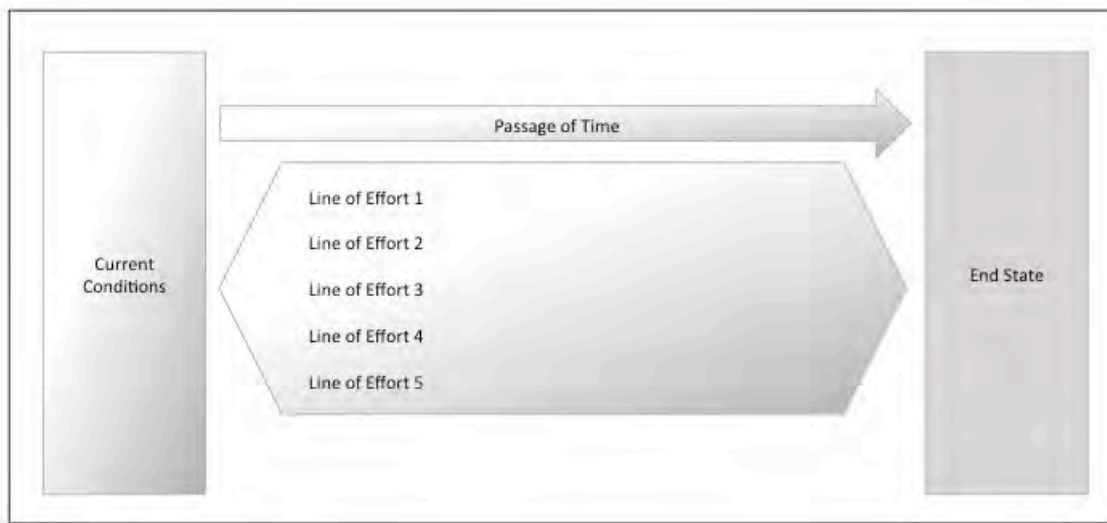 Passage of Time
Current
Conditions
Line of Effort 1
Line of Effort 2
Line of Effort 3
Line of Effort 4
Line of Effort 5
End State